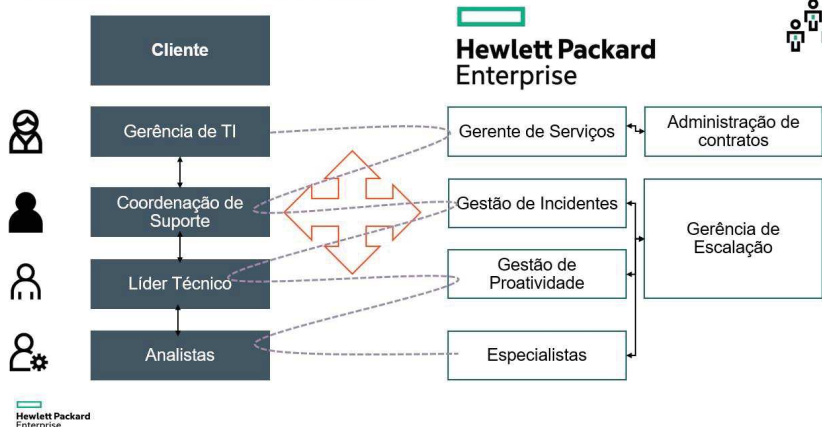 Cliente
Hewlett Packard
Enterprise
Gerência de TI
Gerente de Serviços
Administração de
contratos
Coordenação de
Suporte
Gestão de Incidentes
Gerência de
Escalação
Líder Técnico
Gestão de
Proatividade
Analistas
Especialistas
Hewlett Packard
Enterprise